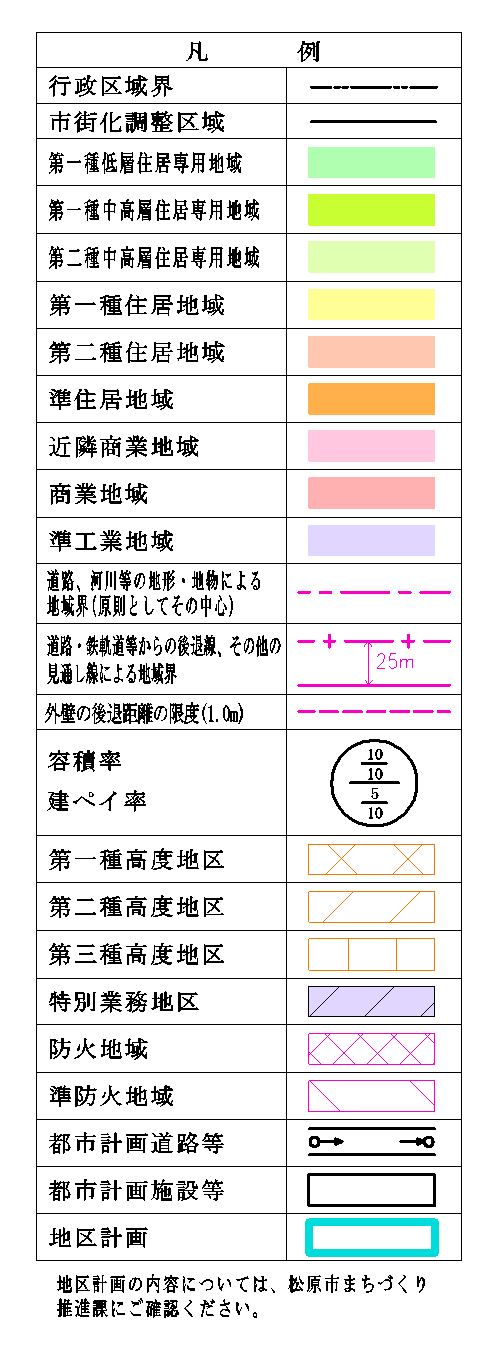 凡 例
行政区域界
市街化調整区域
第一種低層住居専用地域
第一種中高層住居専用地域
第二種中高層住居専用地域
第一種住居地域
第二種住居地域
準住居地域
近隣商業地域
商業地域
準工業地域
道路、河川等の地形・地物による
地域界(原則としてその中心)
道路・鉄軌道等からの後退線、その他の
見通し線による地域界
25m
外壁の後退距離の限度(1.0m)
容積率
建ペイ率
10
10
5
10
第一種高度地区
第二種高度地区
第三種高度地区
特別業務地区
防火地域
準防火地域
都市計画道路等
都市計画施設等
地区計画
地区計画の内容については、松原市まちづくり
推進課にご確認ください。